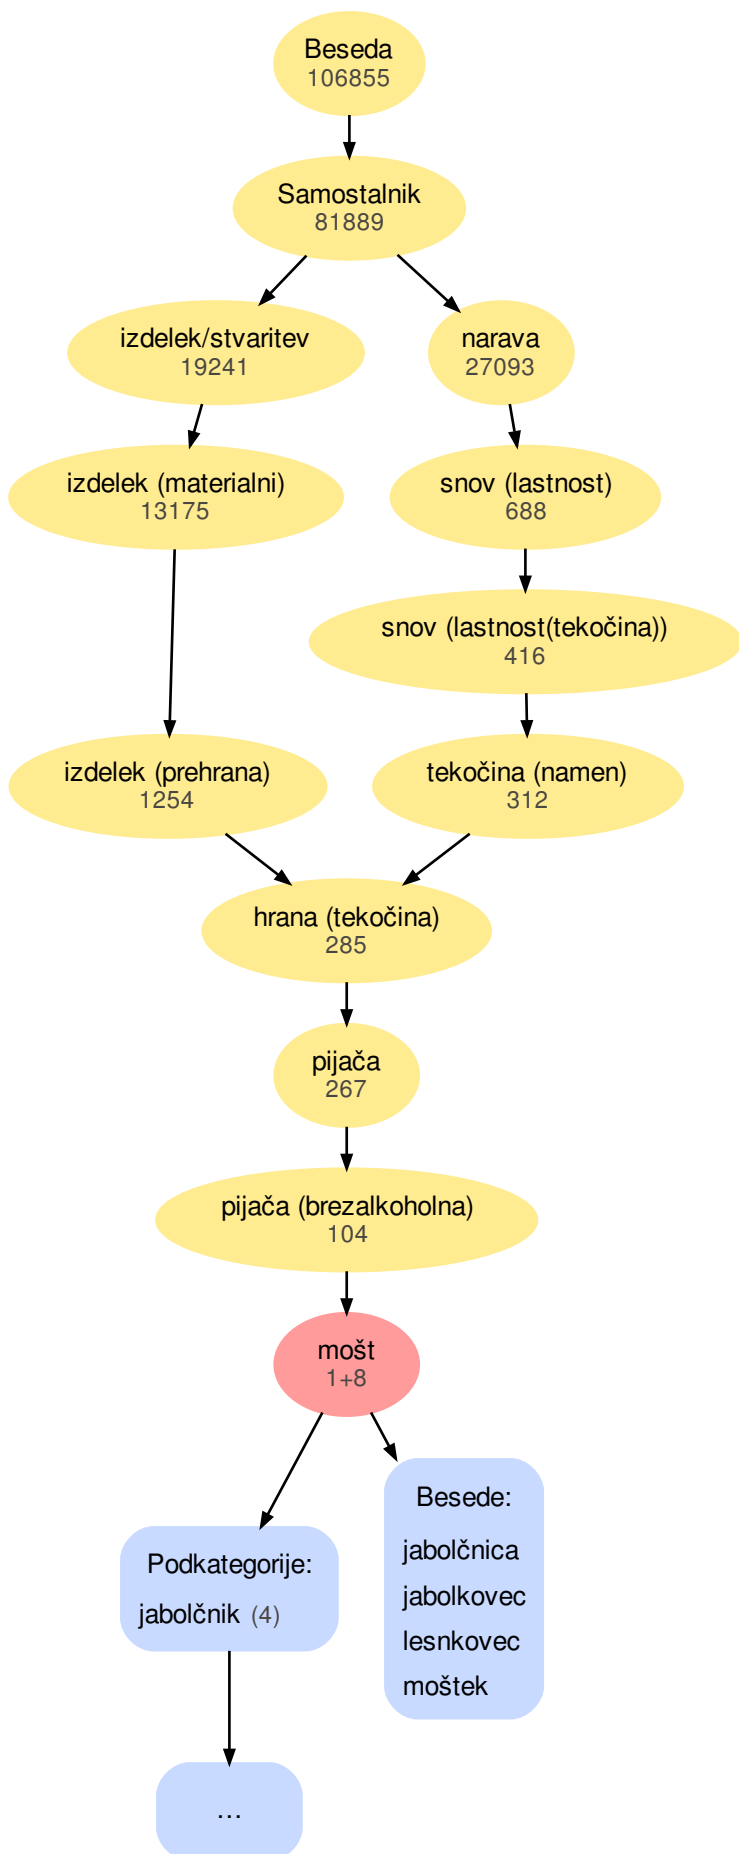 Beseda
106855
Samostalnik
81889
izdelek/stvaritev
19241
narava
27093
izdelek (materialni)
13175
snov (lastnost)
688
snov (lastnost(tekočina))
416
izdelek (prehrana)
1254
tekočina (namen)
312
hrana (tekočina)
285
pijača
267
pijača (brezalkoholna)
104
mošt
1+8
Podkategorije:
jabolčnik (4)
Besede:
jabolčnica
jabolkovec
lesnkovec
moštek
…